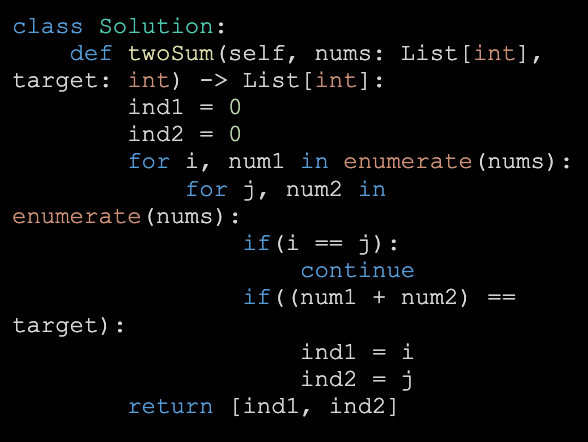 class Solution:
    def twoSum(self, nums: List[int],
target: int) -> List[int]:
        ind1 = 0
        ind2 = 0
        for i, num1 in enumerate(nums):
            for j, num2 in
enumerate(nums):
                if(i == j):
                    continue
                if((num1 + num2) ==
target):
                    ind1 = i
                    ind2 = j
        return [ind1, ind2]